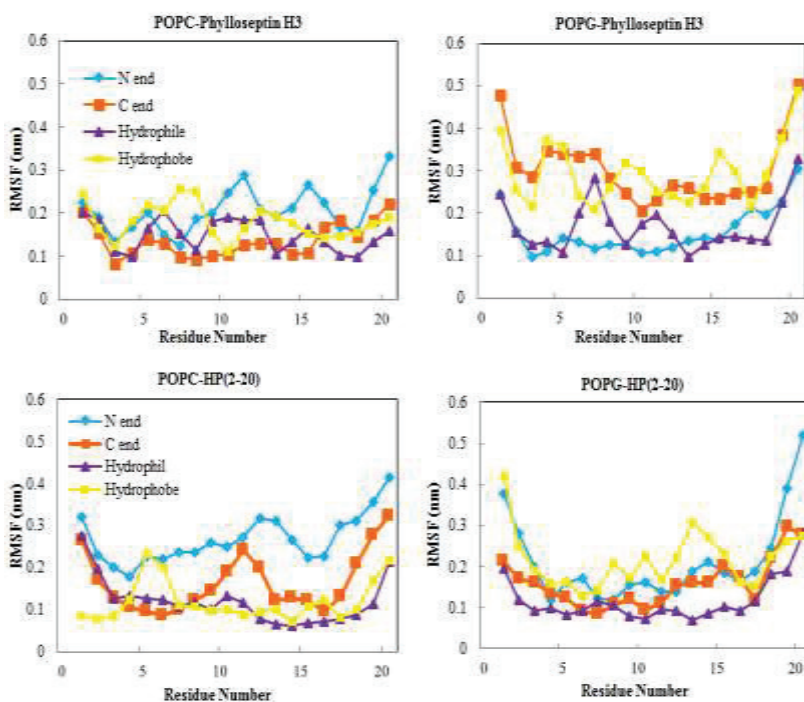 POPC-Phylloseptin H3
0.6
0.5
0.4
0.3
0.2
0.1
0
RMSF (nm)
N end
C end
Hydrophile
Hydrophobe
0 5 10 15 20
Residue Number
POPG-Phylloseptin H3
0.6
0.5
0.4
0.3
0.2
0.1
0
RMSF (nm)
0 5 10 15 20
Residue Number
POPC-HP(2-20)
0.6
0.5
0.4
0.3
0.2
0.1
0
RMSF (nm)
N end
C end
Hydrophil
Hydrophobe
0 5 10 15 20
Residue Number
POPG-HP(2-20)
0.6
0.5
0.4
0.3
0.2
0.1
0
RMSF (nm)
0 5 10 15 20
Residue Number